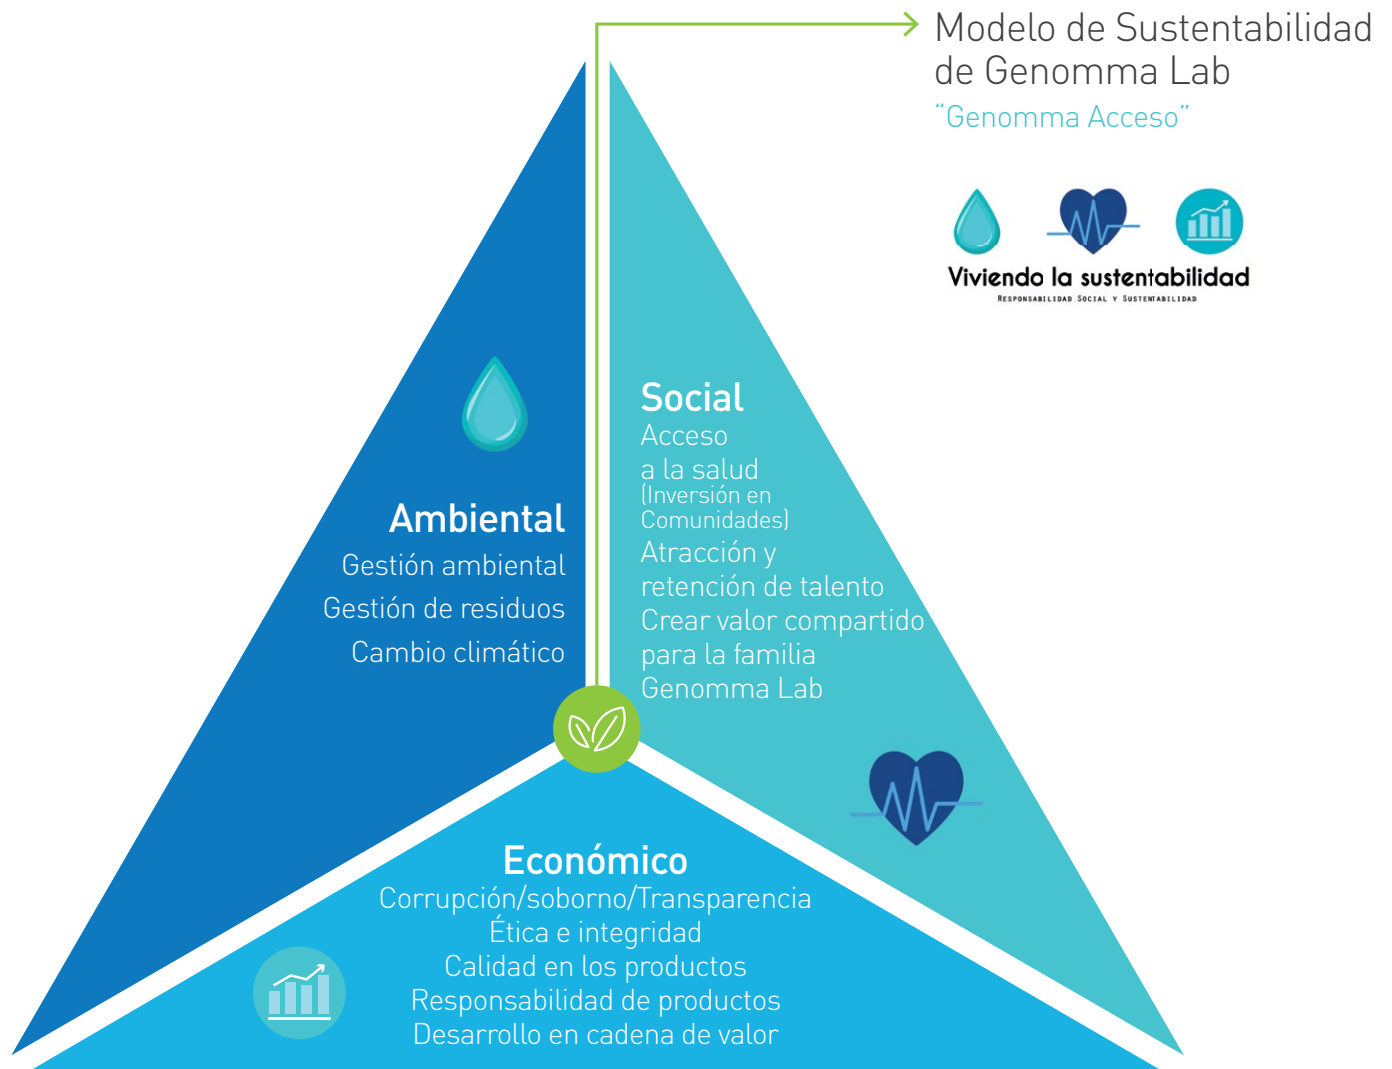 Modelo de Sustentabilidad
de Genomma Lab
“Genomma Acceso”
Viviendo la sustentabilidad
RESPONSABILIDAD SOCIAL Y SUSTENTABILIDAD
Social
Acceso
a la salud
(Inversión en
Comunidades)
Atracción y
retención de talento
Crear valor compartido
para la familia
Genomma Lab
Ambiental
Gestión ambiental
Gestión de residuos
Cambio climático
Económico
Corrupción/soborno/Transparencia
Ética e integridad
Calidad en los productos
Responsabilidad de productos
Desarrollo en cadena de valor